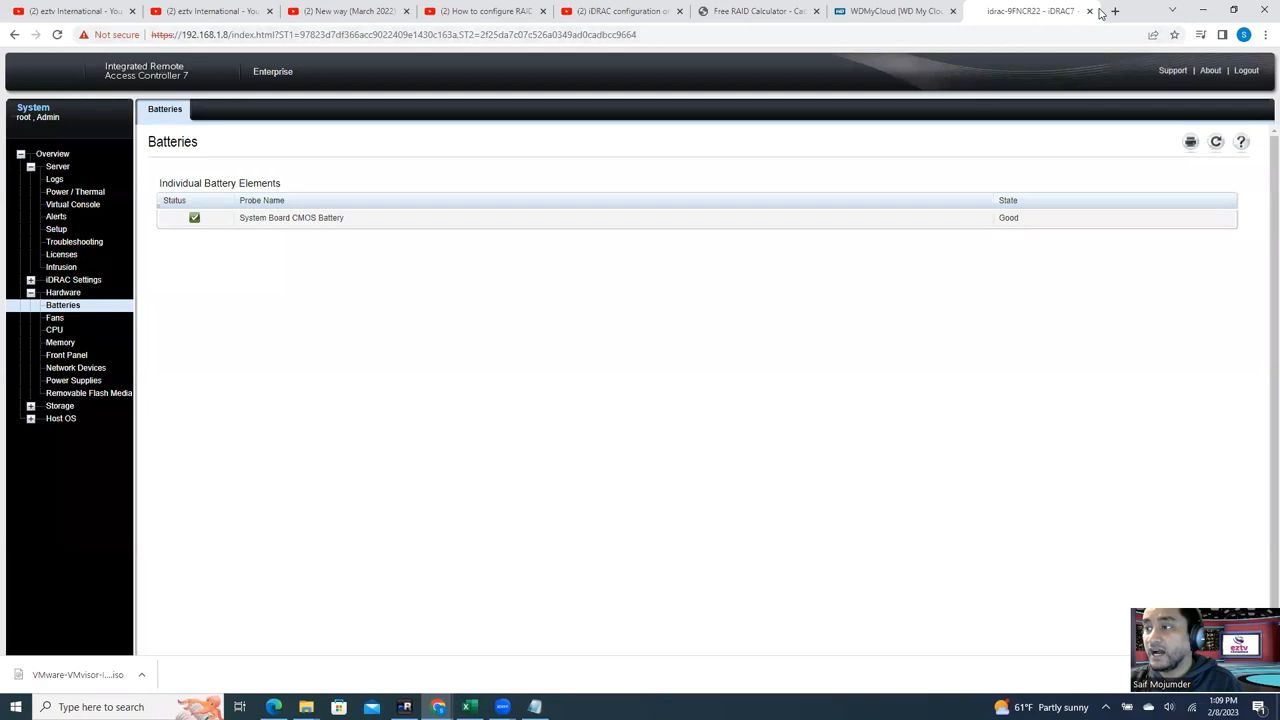 (2) eztv International - You
(2) eztv International - You
(2) New way (March 2022)
(2) How to configure RAID
(2) iDRAC configuration o
Free RAID Calculator - Ca
WDMyCloud [WD My Clou
idrac-9FNCR22 - iDRAC7 -
Not secure
https://192.168.1.8/index.html?ST1=97823d7df366acc9022409e1430c163a,ST2=2f25da7c07c526a0349ad0cadbcc9664
S
Integrated Remote
Access Controller 7
Enterprise
Support | About | Logout
System
root , Admin
Overview
Server
Logs
Power / Thermal
Virtual Console
Alerts
Setup
Troubleshooting
Licenses
Intrusion
iDRAC Settings
Hardware
Batteries
Fans
CPU
Memory
Front Panel
Network Devices
Power Supplies
Removable Flash Media
Storage
Host OS
Batteries
Batteries
Individual Battery Elements
Status Probe Name State
System Board CMOS Battery Good
eztv
Saif Mojumder
VMware-VMvisor-I....iso
Type here to search
61°F Partly sunny
1:09 PM
2/8/2023